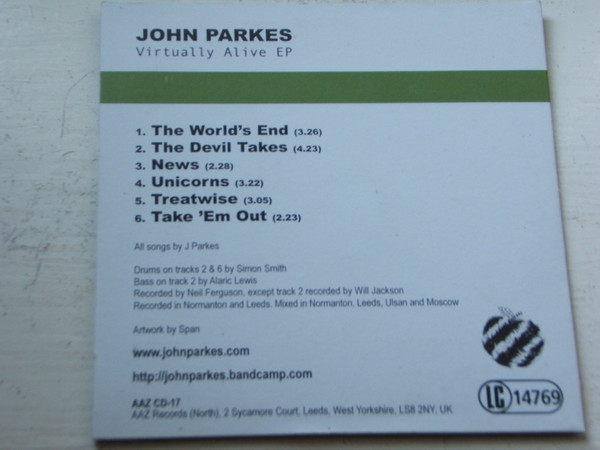 JOHN PARKES
Virtually Alive EP
1. The World's End (3.26)
2. The Devil Takes (4.23)
3. News (2.28)
4. Unicorns (3.22)
5. Treatwise (3.05)
6. Take 'Em Out (2.23)
All songs by J Parkes
Drums on tracks 2 & 6 by Simon Smith
Bass on track 2 by Alaric Lewis
Recorded by Neil Ferguson, except track 2 recorded by Will Jackson
Recorded in Normanton and Leeds. Mixed in Normanton, Leeds, Ulsan and Moscow
Artwork by Span
www.johnparkes.com
http://johnparkes.bandcamp.com
AAZ CD-17
AAZ Records (North), 2 Sycamore Court, Leeds, West Yorkshire, LS8 2NY, UK
LC 14769